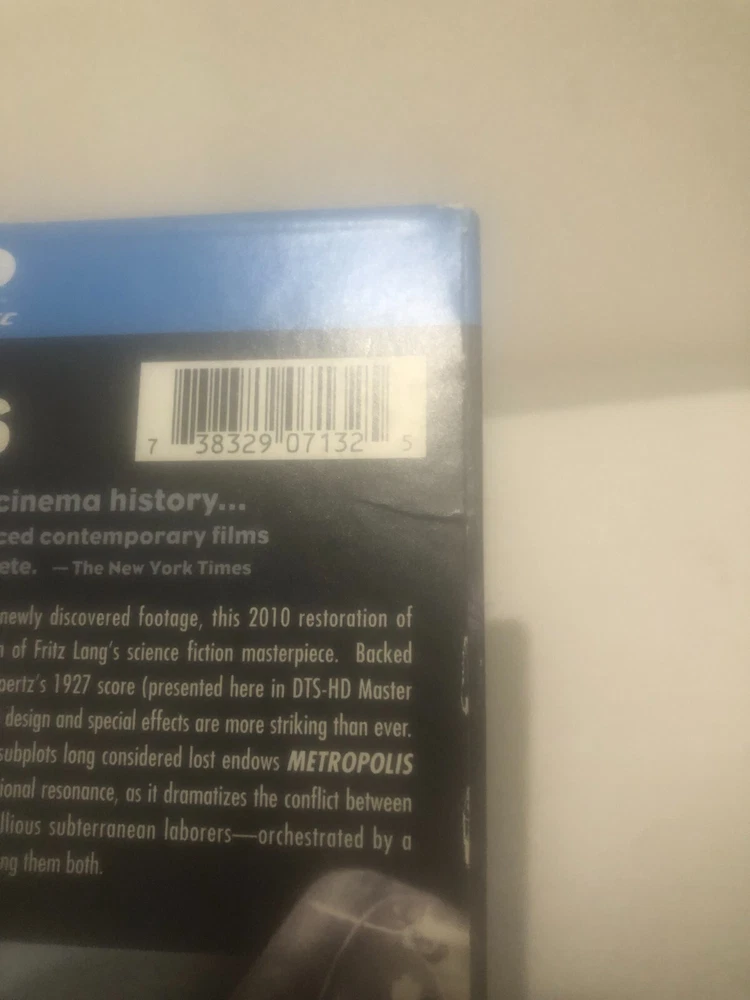 7 38329 07132 5
cinema history...
ced contemporary films
ete. — The New York Times
newly discovered footage, this 2010 restoration of
n of Fritz Lang's science fiction masterpiece. Backed
pertz's 1927 score (presented here in DTS-HD Master
design and special effects are more striking than ever.
subplots long considered lost endows METROPOLIS
ional resonance, as it dramatizes the conflict between
llious subterranean laborers—orchestrated by a
ng them both.